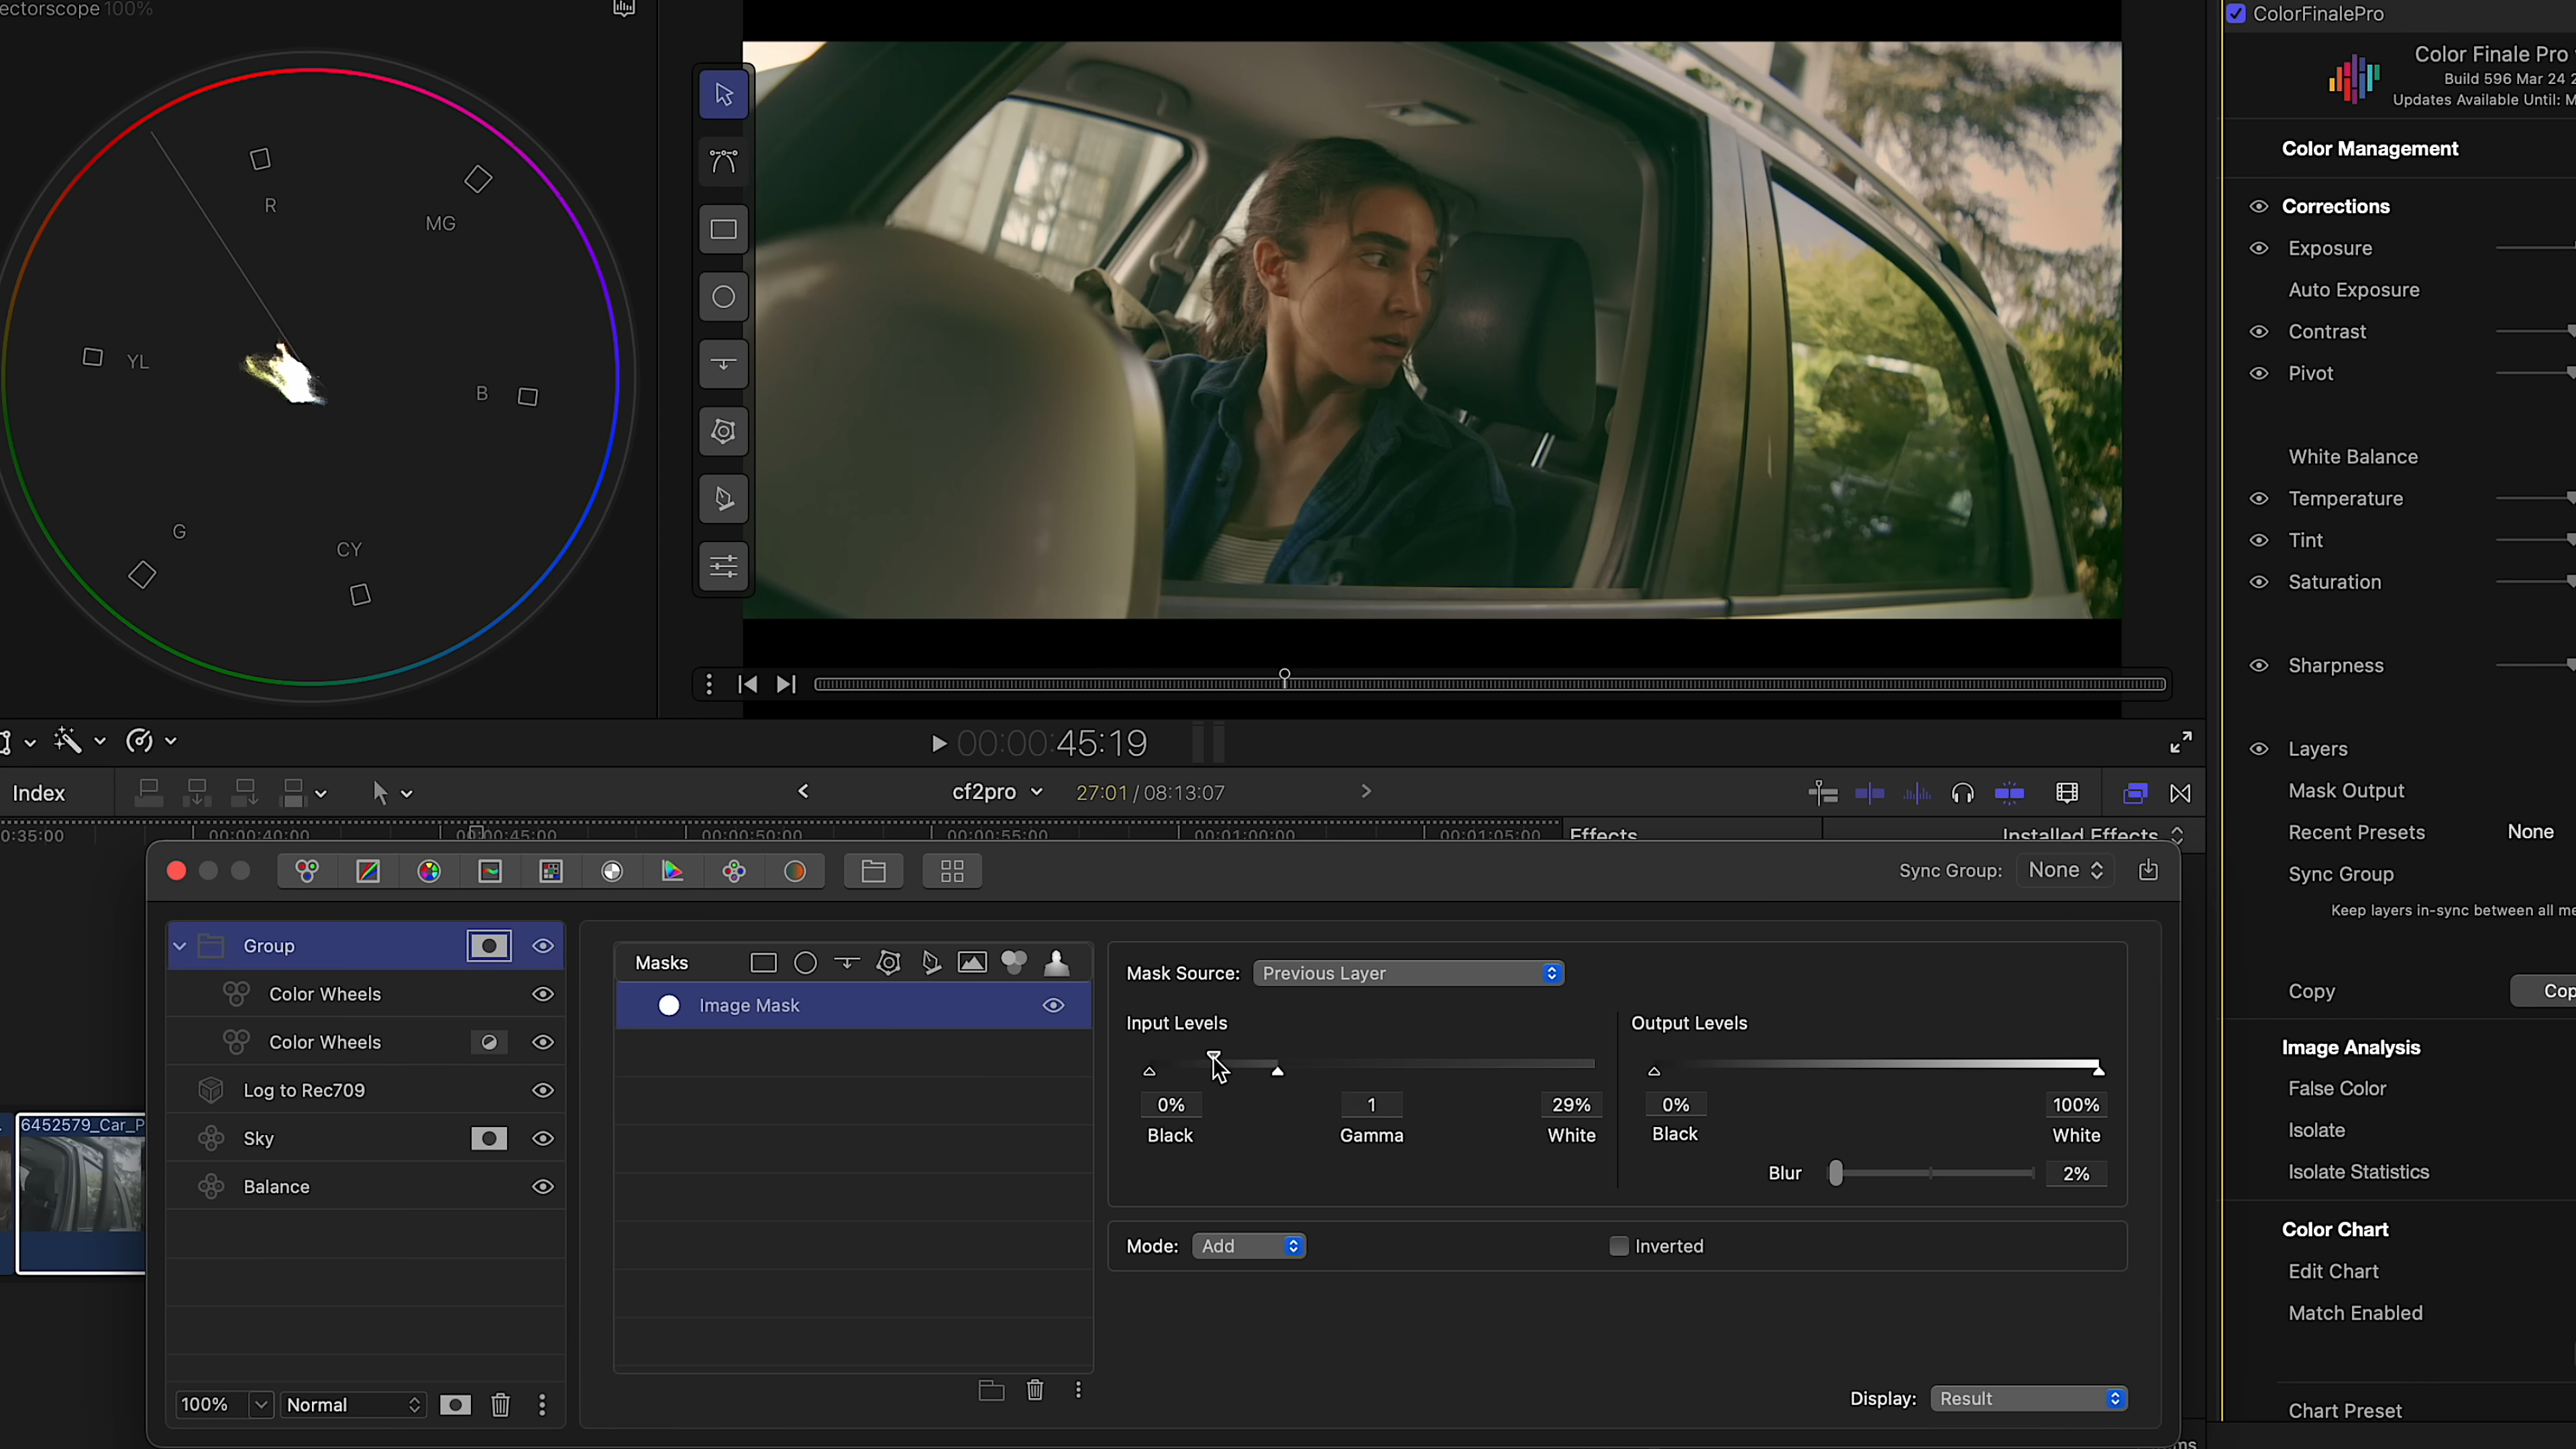 ectorscope 100%
R
MG
YL
B
G
CY
00:00:45:19
Index
cf2pro
27:01 / 08:13:07
0:35:00
00:00:40:00
00:00:45:00
00:00:50:00
00:00:55:00
00:01:00:00
00:01:05:00
Effects
Installed Effects
Sync Group:
None
Group
Color Wheels
Color Wheels
Log to Rec709
Sky
Balance
100%
Normal
6452579_Car_P
Masks
Image Mask
Mask Source:
Previous Layer
Input Levels
Output Levels
0%
1
29%
0%
100%
Black
Gamma
White
Black
White
Blur
2%
Mode:
Add
Inverted
Display:
Result
ColorFinalePro
Color Finale Pro
Build 596 Mar 24 2
Updates Available Until: M
Color Management
Corrections
Exposure
Auto Exposure
Contrast
Pivot
White Balance
Temperature
Tint
Saturation
Sharpness
Layers
Mask Output
Recent Presets
None
Sync Group
Keep layers in-sync between all me
Copy
Cop
Image Analysis
False Color
Isolate
Isolate Statistics
Color Chart
Edit Chart
Match Enabled
Chart Preset
ms